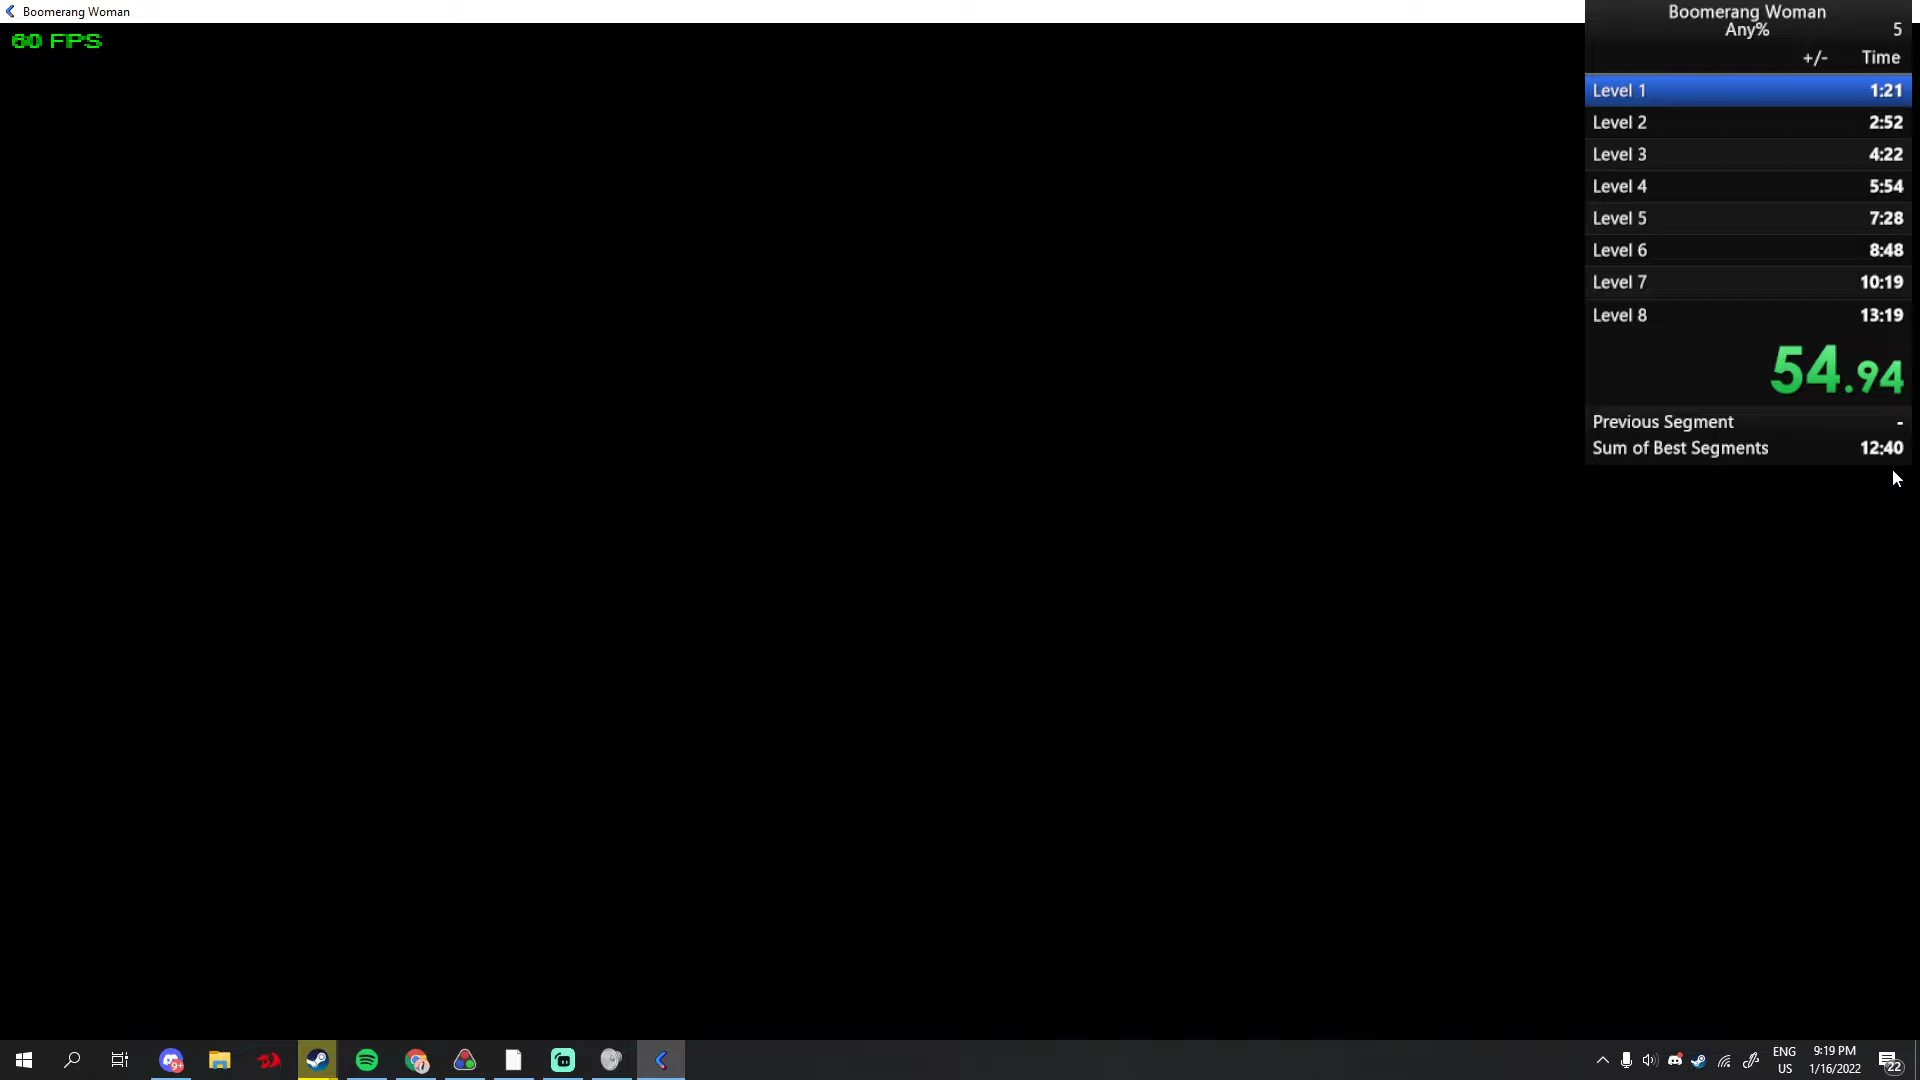 Boomerang Woman
60 FPS
Boomerang Woman
Any% 5
+/- Time
Level 1 1:21
Level 2 2:52
Level 3 4:22
Level 4 5:54
Level 5 7:28
Level 6 8:48
Level 7 10:19
Level 8 13:19
54.94
Previous Segment -
Sum of Best Segments 12:40
9+
ENG 9:19 PM
US 1/16/2022
22